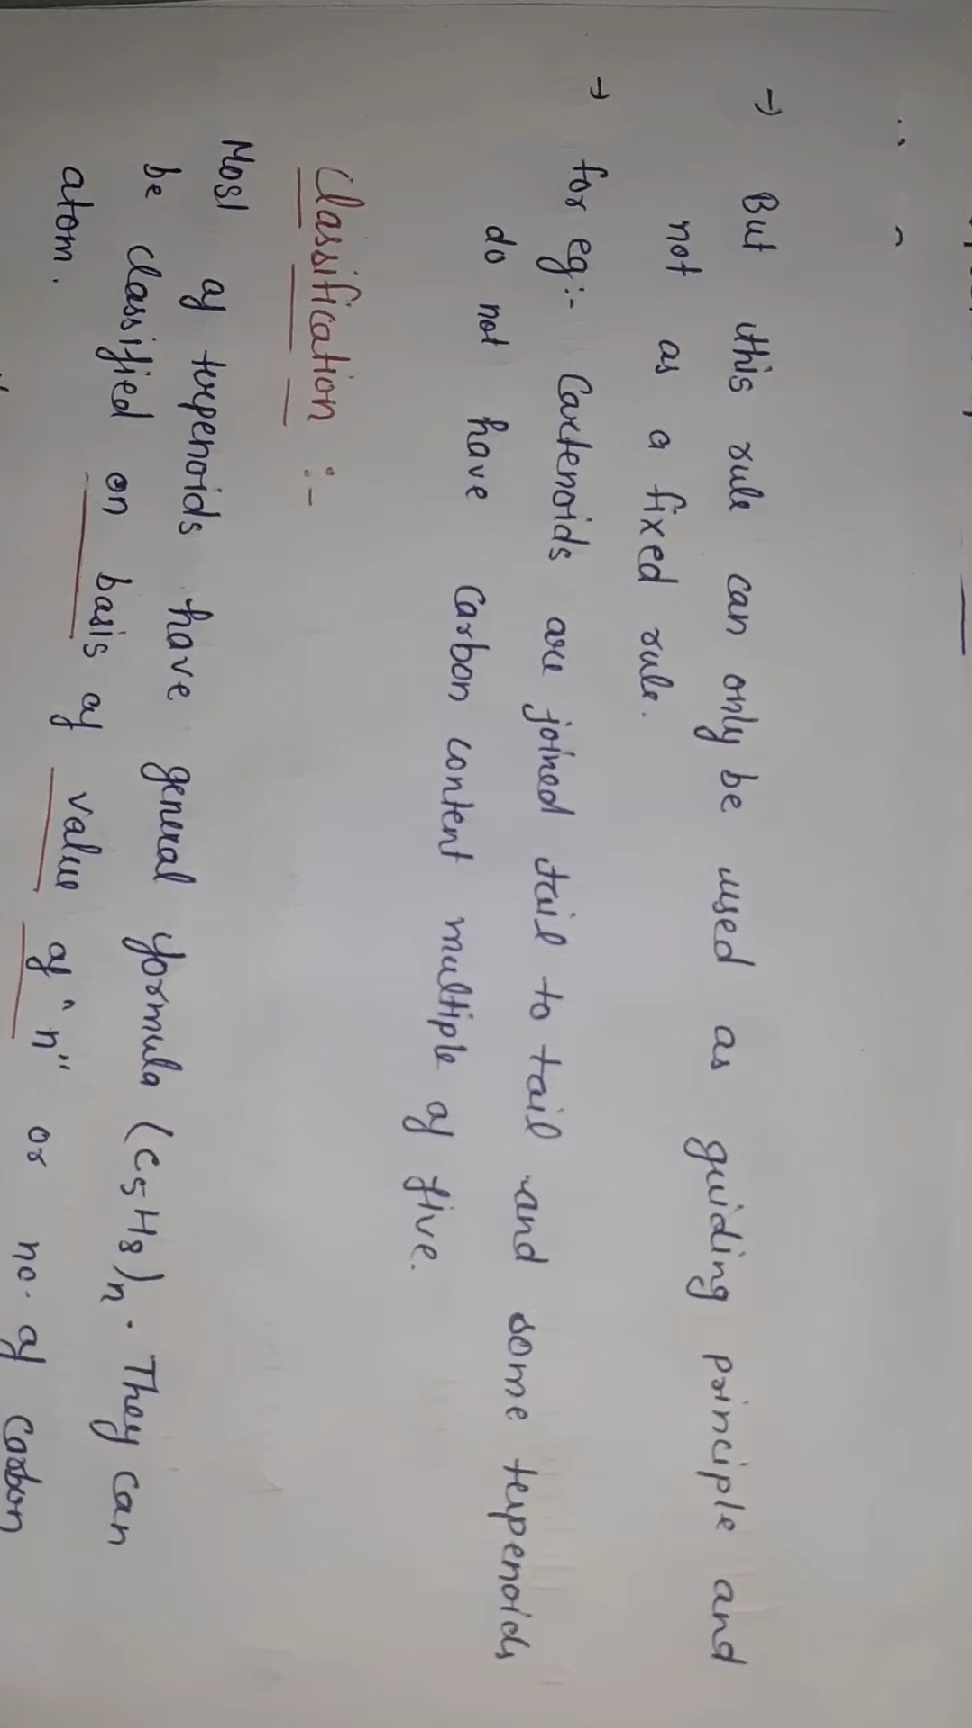 → But this rule can only be used as guiding principle and
not as a fixed rule.
→ for eg:- Cartenoids are joined tail to tail and some terpenoids
do not have carbon content multiple of five.
Classification :-
Most of terpenoids have general formula (C5H8)n. They can
be classified on basis of value of "n" or no. of carbon
atom.